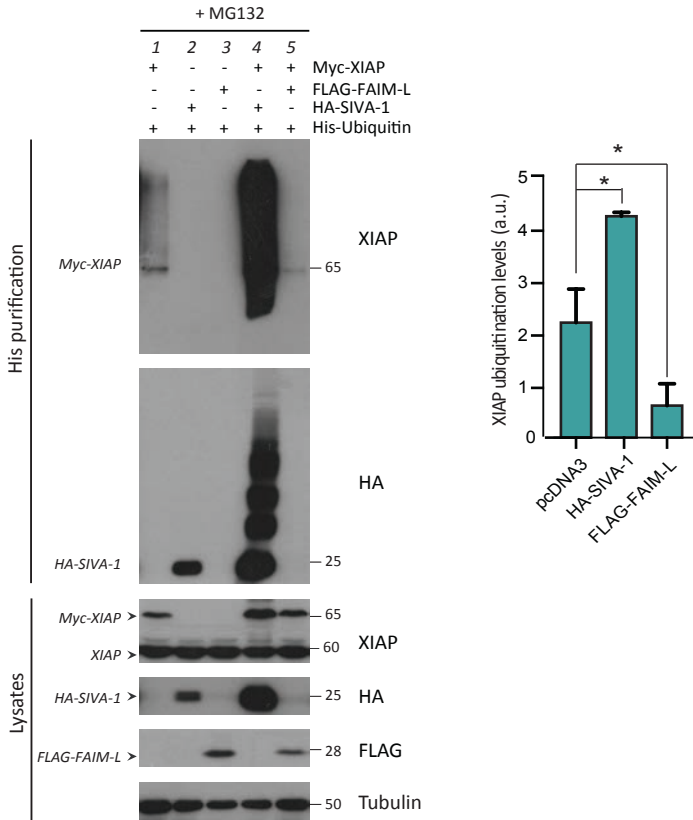 + MG132
1 2 3 4 5
+ - - + + Myc-XIAP
- - + - + FLAG-FAIM-L
- + - + - HA-SIVA-1
+ + + + + His-Ubiquitin
His purification
XIAP
Myc-XIAP
65
HA
HA-SIVA-1
25
Lysates
Myc-XIAP
65
XIAP
60
XIAP
HA-SIVA-1
25
HA
FLAG-FAIM-L
28
FLAG
50
Tubulin
XIAP ubiquitination levels (a.u.)
5
4
3
2
1
0
*
*
pcDNA3
HA-SIVA-1
FLAG-FAIM-L